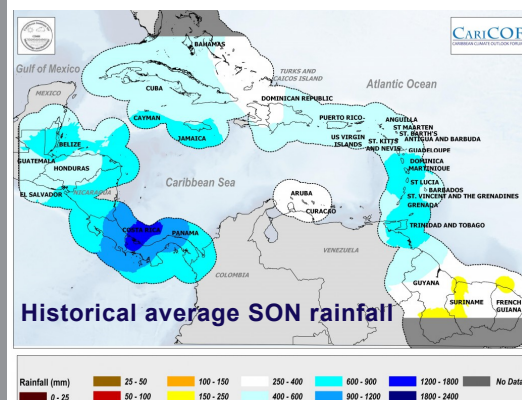 CARICOF
CARIBBEAN CLIMATE OUTLOOK FORUM
BAHAMAS
Gulf of Mexico
TURKS AND
CAICOS ISLAND
Atlantic Ocean
MEXICO
CUBA
DOMINICAN REPUBLIC
CAYMAN
PUERTO RICO
ANGUILLA
ST MAARTEN
ST. BARTH'S
JAMAICA
US VIRGIN
ISLANDS
ST. KITTS
AND NEVIS
ANTIGUA AND BARBUDA
BELIZE
GUADELOUPE
GUATEMALA
DOMINICA
HONDURAS
MARTINIQUE
Caribbean Sea
ST LUCIA
EL SALVADOR
NICARAGUA
ARUBA
BARBADOS
ST. VINCENT AND THE GRENADINES
CURACAO
GRENADA
COSTA RICA
PANAMA
TRINIDAD AND TOBAGO
VENEZUELA
COLOMBIA
GUYANA
SURINAME
FRENCH
GUIANA
Historical average SON rainfall
Rainfall (mm)
25 - 50
100 - 150
250 - 400
600 - 900
1200 - 1800
No Data
0 - 25
50 - 100
150 - 250
400 - 600
900 - 1200
1800 - 2400